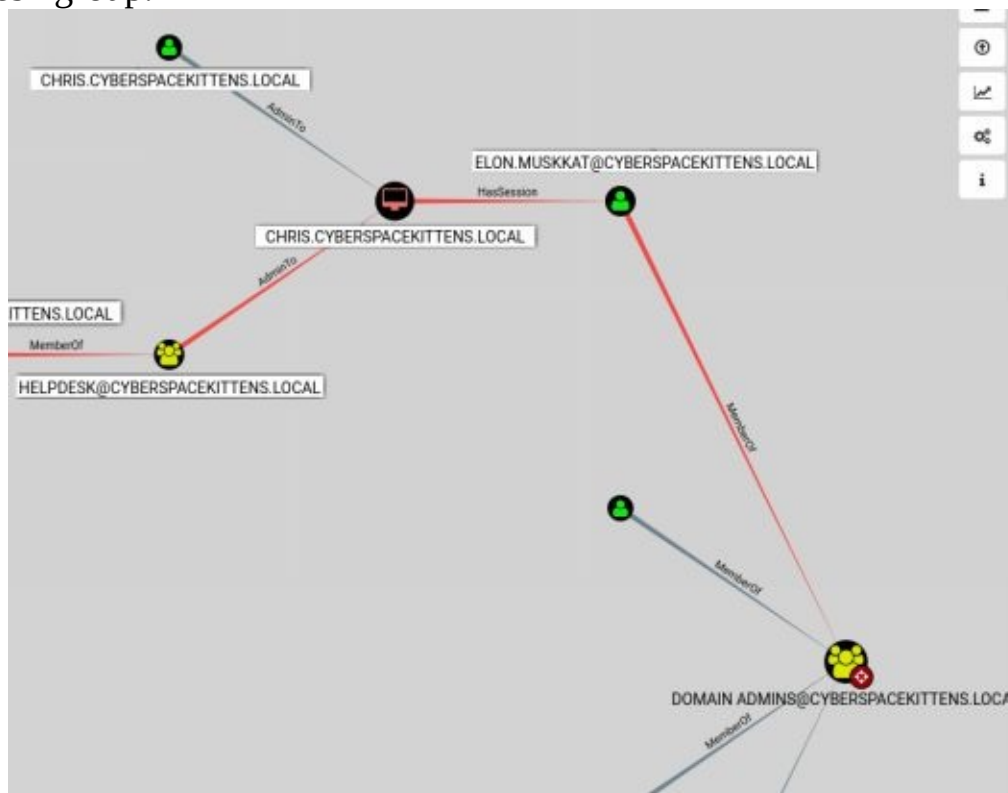 CHRIS.CYBERSPACEKITTENS.LOCAL
AdminTo
ELON.MUSKKAT@CYBERSPACEKITTENS.LOCAL
HasSession
i
CHRIS.CYBERSPACEKITTENS.LOCAL
AdminTo
ITTENS.LOCAL
MemberOf
HELPDESK@CYBERSPACEKITTENS.LOCAL
MemberOf
MemberOf
DOMAIN ADMINS@CYBERSPACEKITTENS.LOCA
MemberOf